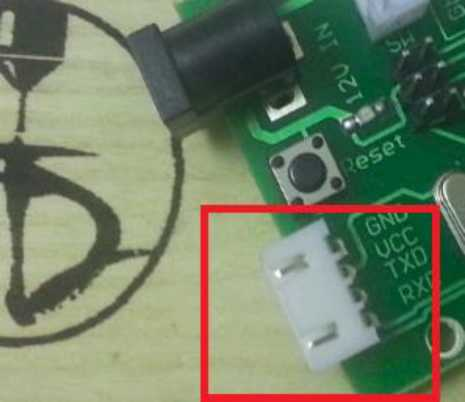 12V IN
Reset
GND
VCC
TXD
RXD